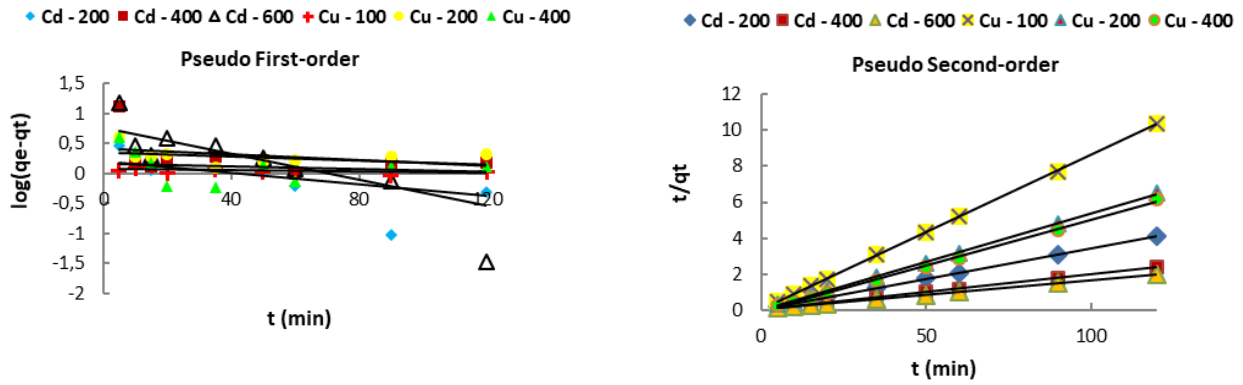 Cd - 200 Cd - 400 Cd - 600 Cu - 100 Cu - 200 Cu - 400
Pseudo First-order
log(qe-qt)
1,5
1
0,5
0
-0,5
-1
-1,5
-2
0 40 80 120
t (min)
Cd - 200 Cd - 400 Cd - 600 Cu - 100 Cu - 200 Cu - 400
Pseudo Second-order
t/qt
12
10
8
6
4
2
0
0 50 100
t (min)